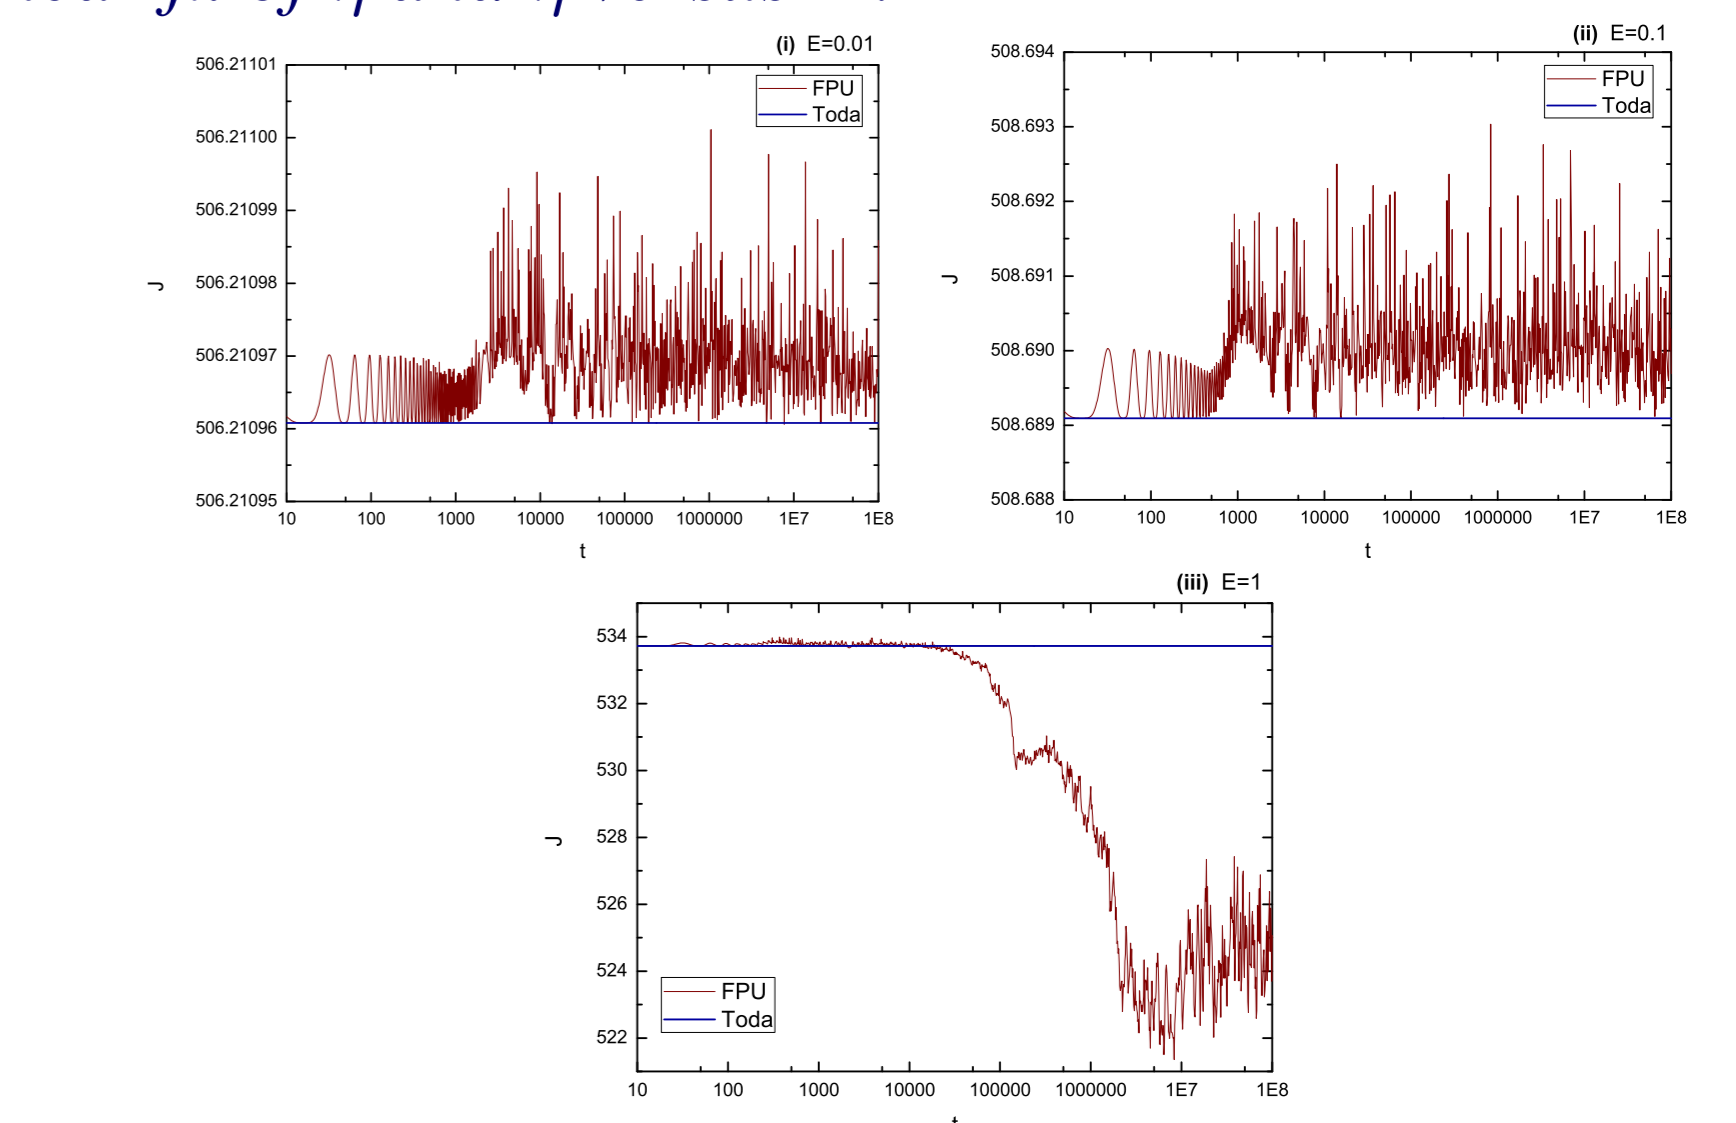 (i) E=0.01
506.21101
506.21100
506.21099
506.21098
506.21097
506.21096
506.21095
J
FPU
Toda
10 100 1000 10000 100000 1000000 1E7 1E8
t
(ii) E=0.1
508.694
508.693
508.692
508.691
508.690
508.689
508.688
J
FPU
Toda
10 100 1000 10000 100000 1000000 1E7 1E8
t
(iii) E=1
534
532
530
528
526
524
522
J
FPU
Toda
10 100 1000 10000 100000 1000000 1E7 1E8